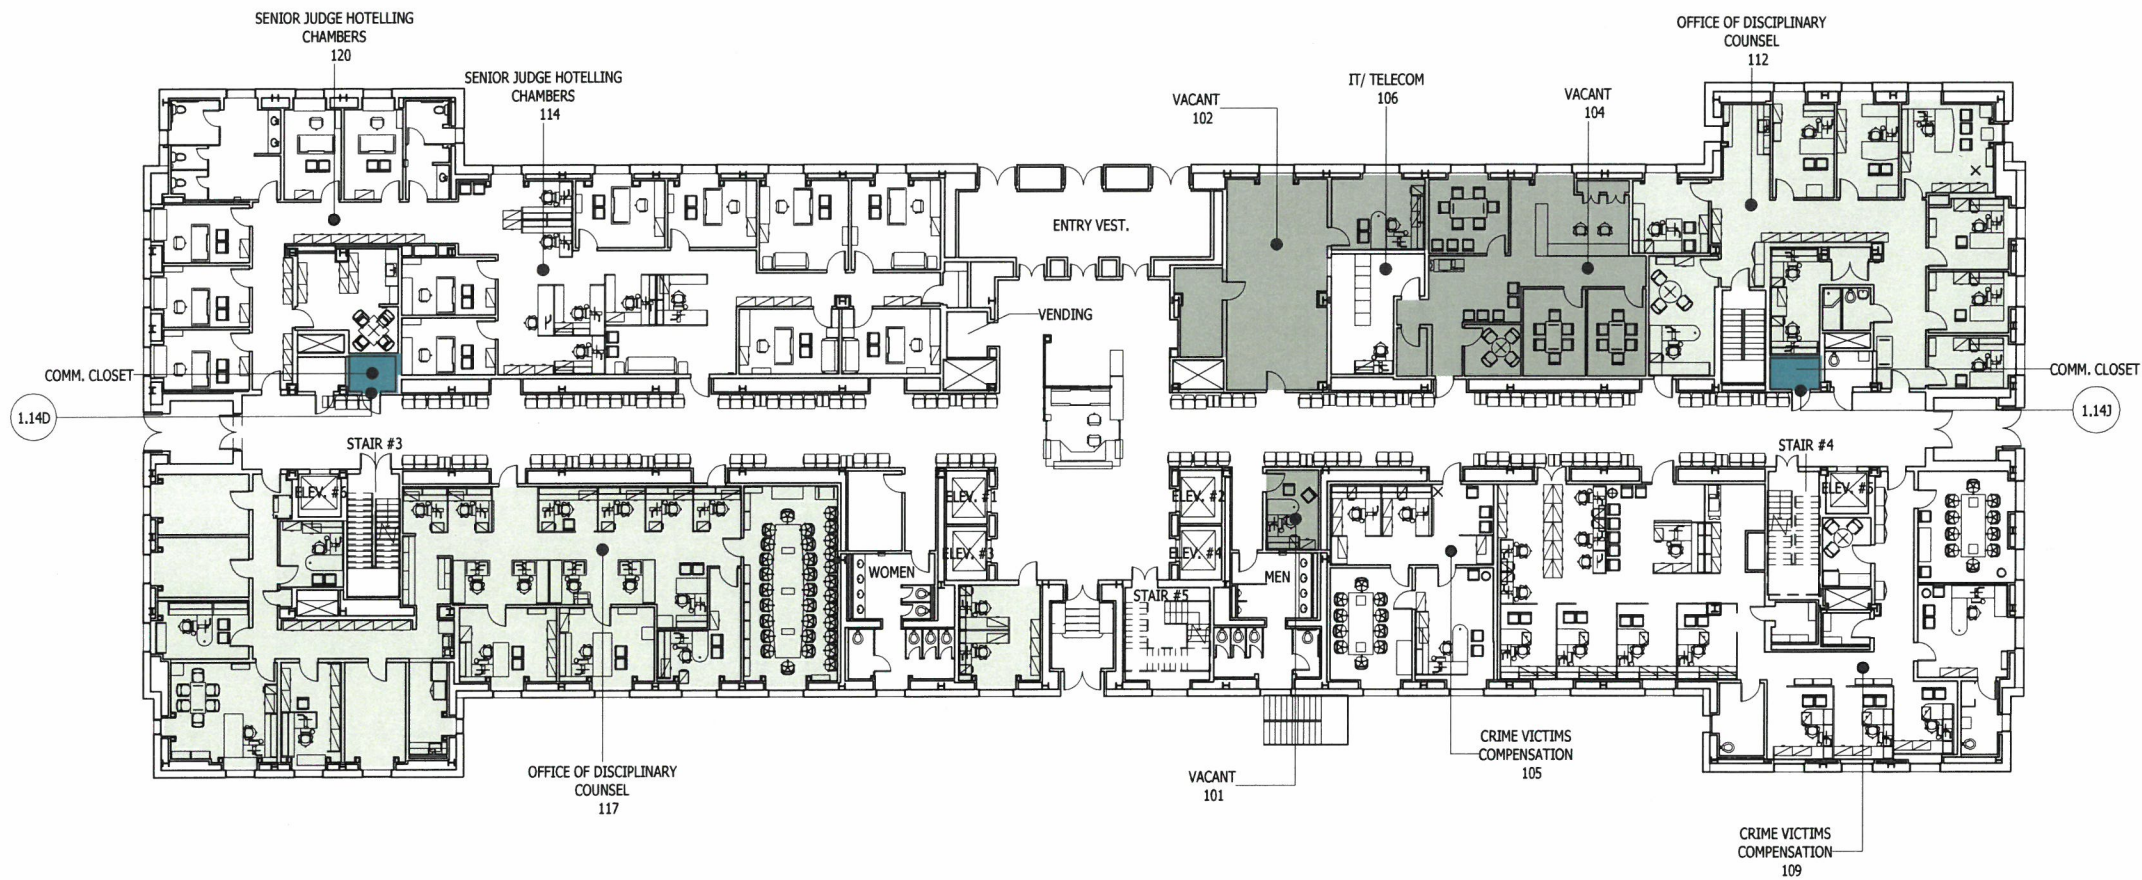 SENIOR JUDGE HOTELLING
CHAMBERS
120
SENIOR JUDGE HOTELLING
CHAMBERS
114
VACANT
102
IT/ TELECOM
106
VACANT
104
OFFICE OF DISCIPLINARY
COUNSEL
112
ENTRY VEST.
VENDING
COMM. CLOSET
COMM. CLOSET
1.14D
1.14J
STAIR #3
STAIR #4
ELEV. #6
ELEV. #1
ELEV. #2
ELEV. #5
ELEV. #3
ELEV. #4
WOMEN
MEN
STAIR #5
OFFICE OF DISCIPLINARY
COUNSEL
117
VACANT
101
CRIME VICTIMS
COMPENSATION
105
CRIME VICTIMS
COMPENSATION
109